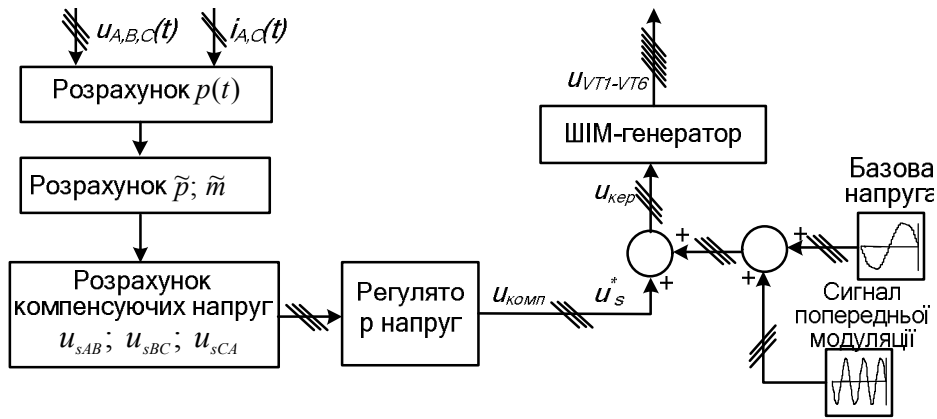 u_{A,B,C}(t)
i_{A,C}(t)
Розрахунок p(t)
Розрахунок p̃; m̃
Розрахунок
компенсуючих напруг
u_{sAB}; u_{sBC}; u_{sCA}
Регулято
р напруг
u_{комп}
u^*_s
u_{кер}
ШІМ-генератор
u_{VT1-VT6}
+
+
+
+
Базова
напруга
Сигнал
попередньої
модуляції